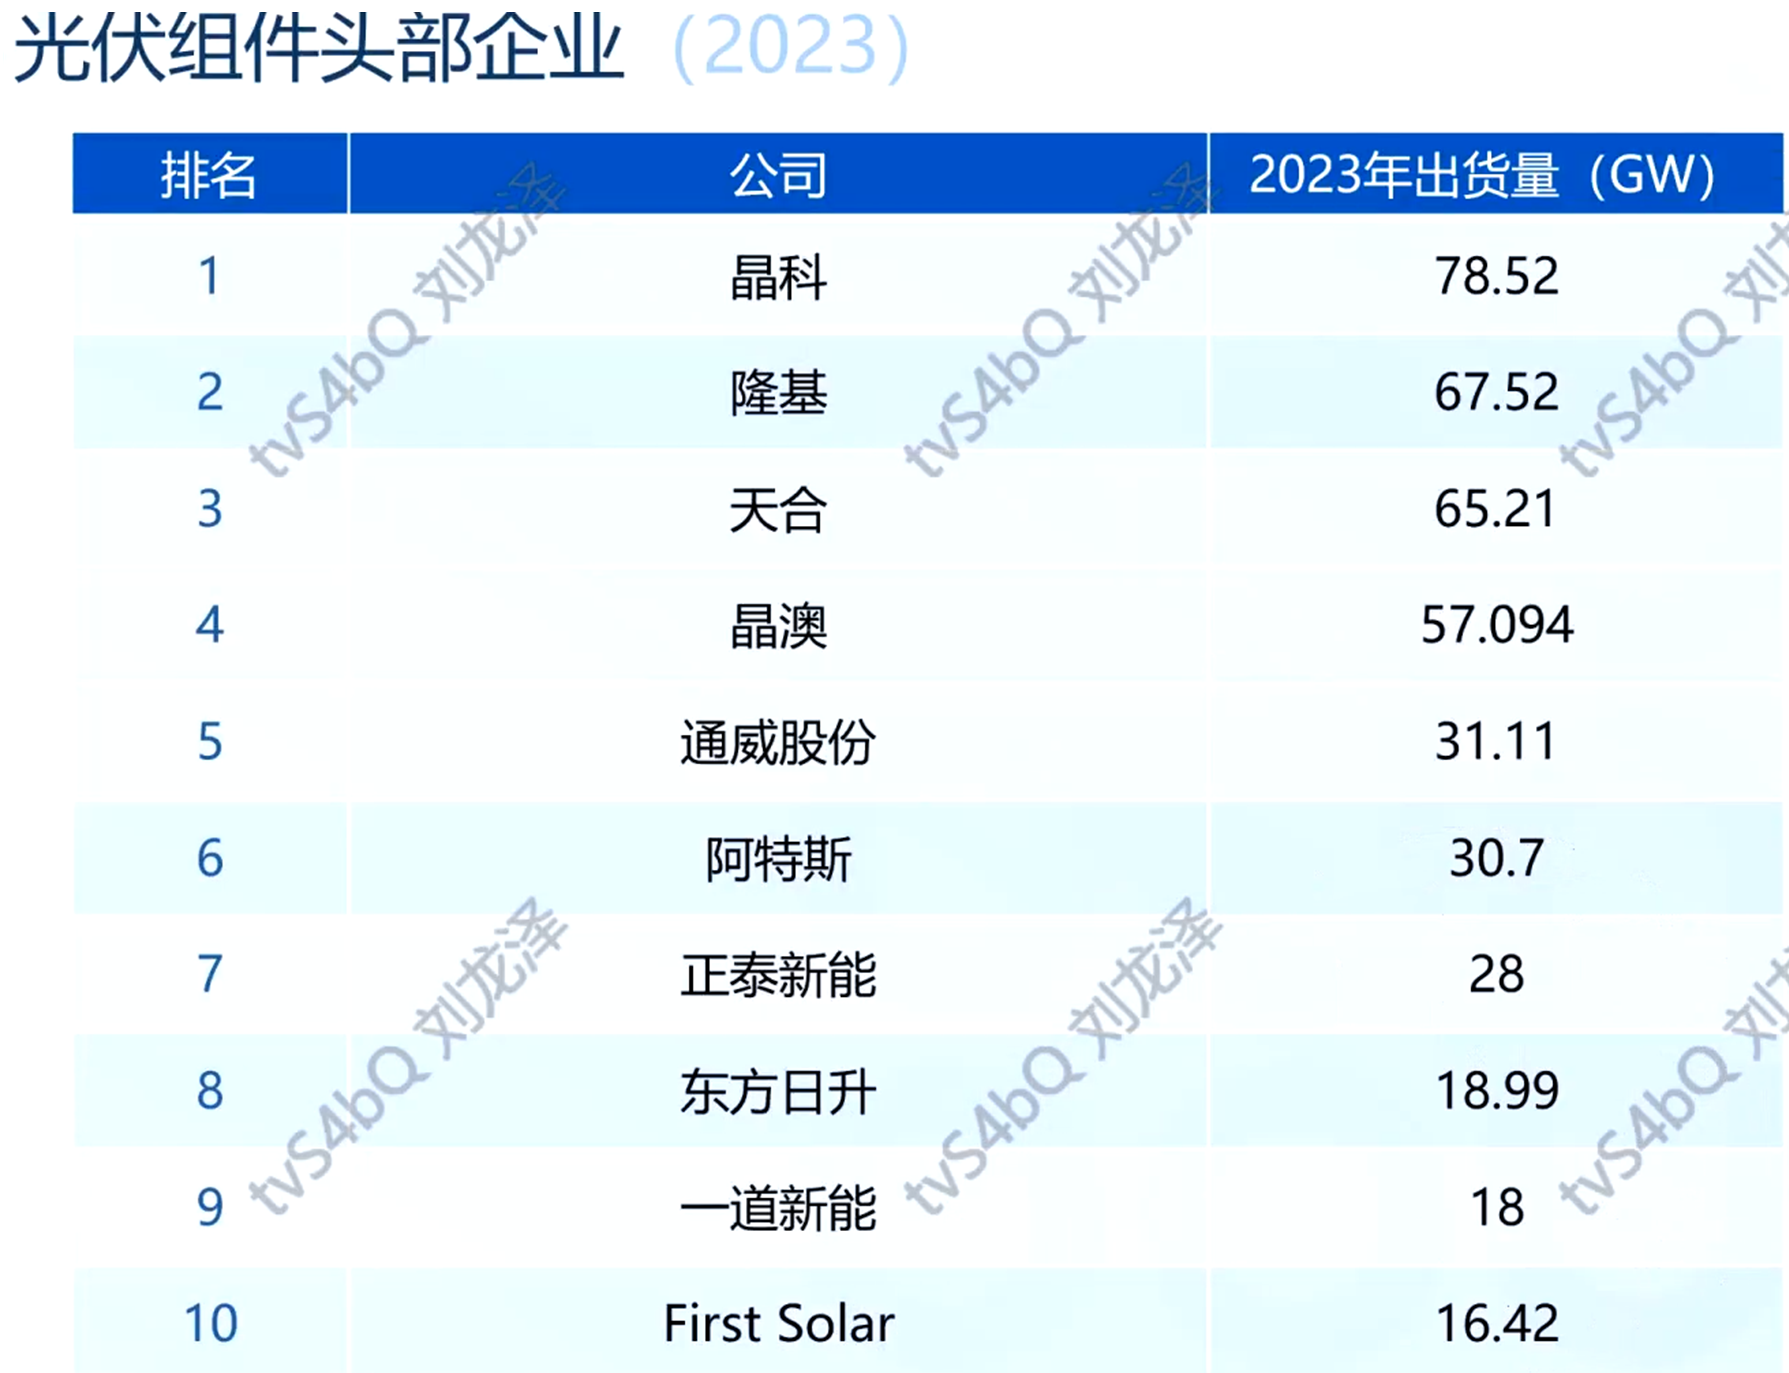 光伏组件头部企业（2023）
排名 公司 2023年出货量（GW）
1 晶科 78.52
2 隆基 67.52
3 天合 65.21
4 晶澳 57.094
5 通威股份 31.11
6 阿特斯 30.7
7 正泰新能 28
8 东方日升 18.99
9 一道新能 18
10 First Solar 16.42
tvS4bQ 刘龙泽
tvS4bQ 刘龙泽
tvS4bQ 刘
tvS4bQ 刘龙泽
tvS4bQ 刘龙泽
tvS4bQ 刘